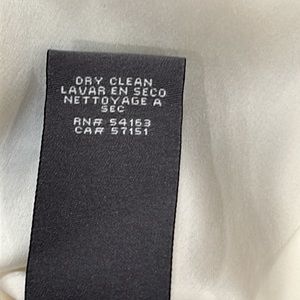 DRY CLEAN
LAVAR EN SECO
NETTOYAGE A
SEC
RN# 54163
CA# 57151